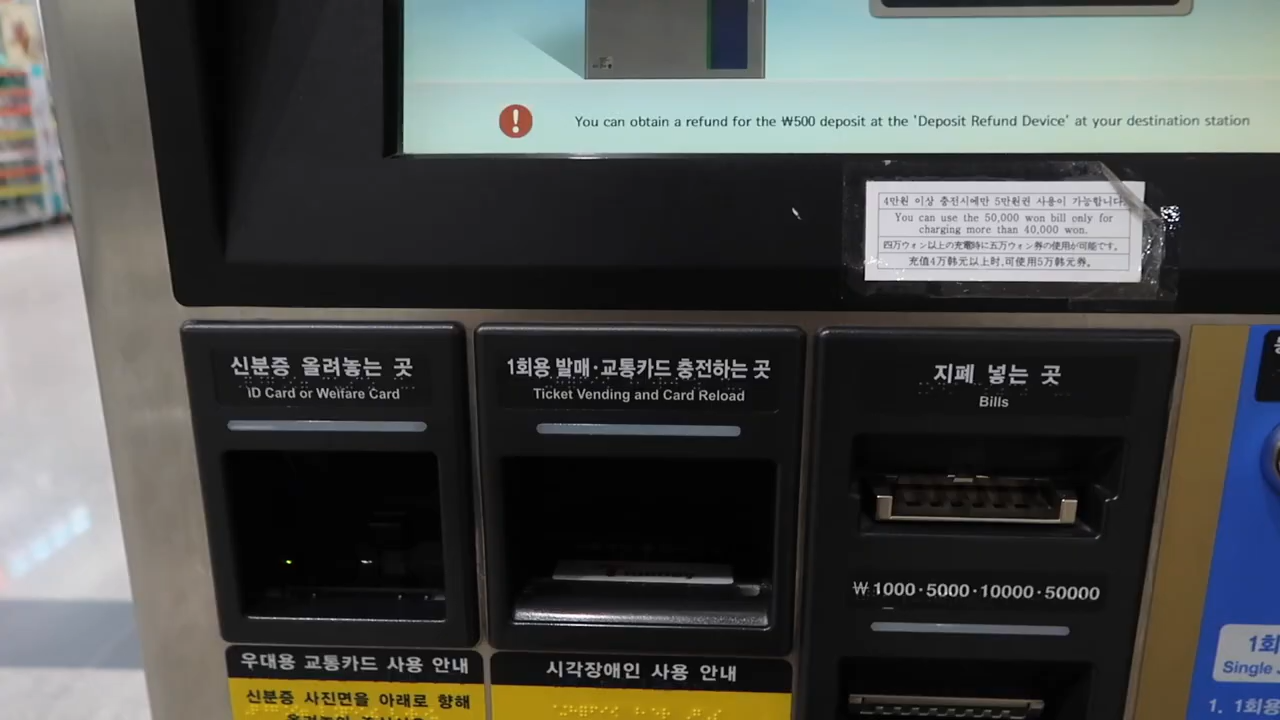 You can obtain a refund for the ₩500 deposit at the 'Deposit Refund Device' at your destination station
4만원 이상 충전시에만 5만원권 사용이 가능합니다.
You can use the 50,000 won bill only for
charging more than 40,000 won.
四万ウォン以上の充電時に五万ウォン券の使用が可能です。
充值4万韩元以上时,可使用5万韩元券。
신분증 올려놓는 곳
ID Card or Welfare Card
1회용 발매·교통카드 충전하는 곳
Ticket Vending and Card Reload
지폐 넣는 곳
Bills
₩ 1000·5000·10000·50000
우대용 교통카드 사용 안내
신분증 사진면을 아래로 향해
시각장애인 사용 안내
1회
Single
1. 1회용